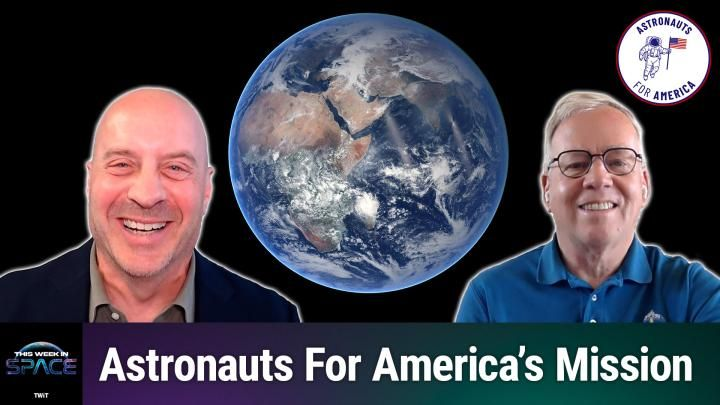 ASTRONAUTS
FOR AMERICA
THIS WEEK IN
SPACE
TWiT
Astronauts For America's Mission